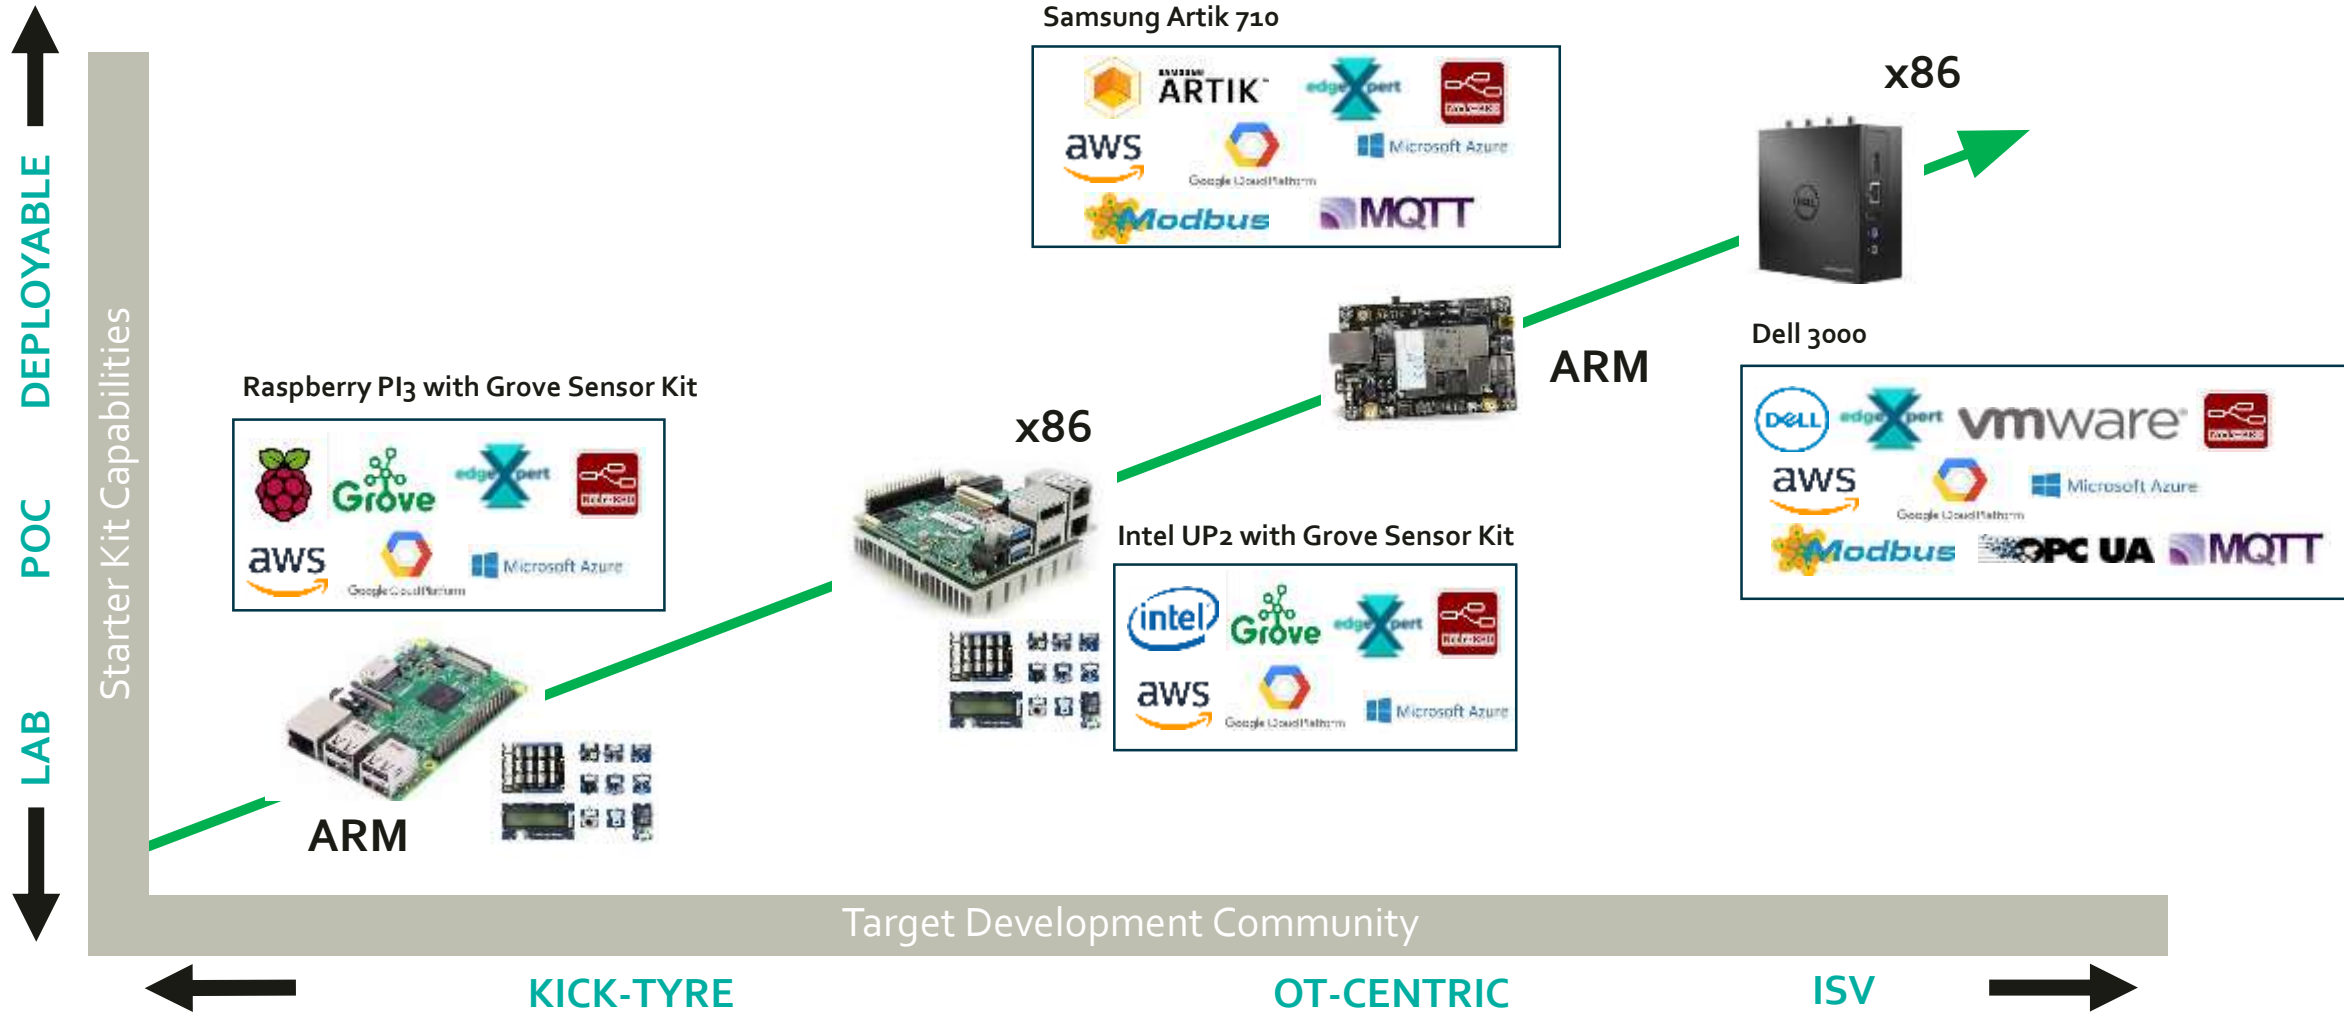 Samsung Artik 710
SAMSUNG
ARTIK™
edgeXpert
aws
Google Cloud Platform
Microsoft Azure
Modbus
MQTT
x86
DELL
Dell 3000
DELL
edgeXpert
vmware®
aws
Google Cloud Platform
Microsoft Azure
Modbus
OPC UA
MQTT
ARM
DEPLOYABLE
POC
LAB
Starter Kit Capabilities
Raspberry PI3 with Grove Sensor Kit
Grove
edgeXpert
aws
Google Cloud Platform
Microsoft Azure
ARM
x86
Intel UP2 with Grove Sensor Kit
intel
Grove
edgeXpert
aws
Google Cloud Platform
Microsoft Azure
Target Development Community
KICK-TYRE
OT-CENTRIC
ISV